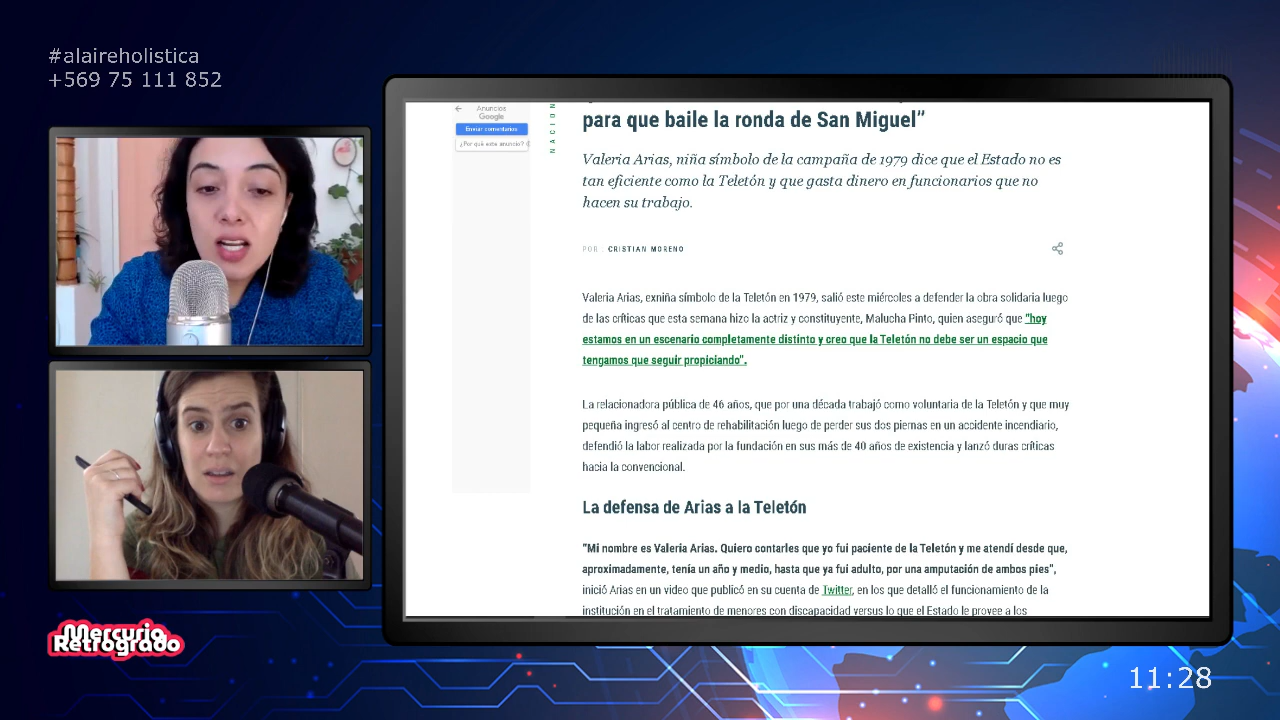 #alaireholistica
+569 75 111 852
Anuncios
Google
Enviar comentarios
¿Por qué este anuncio?
NACION
para que baile la ronda de San Miguel”
Valeria Arias, niña símbolo de la campaña de 1979 dice que el Estado no es
tan eficiente como la Teletón y que gasta dinero en funcionarios que no
hacen su trabajo.
POR CRISTIAN MORENO
Valeria Arias, exniña símbolo de la Teletón en 1979, salió este miércoles a defender la obra solidaria luego
de las críticas que esta semana hizo la actriz y constituyente, Malucha Pinto, quien aseguró que "hoy
estamos en un escenario completamente distinto y creo que la Teletón no debe ser un espacio que
tengamos que seguir propiciando".
La relacionadora pública de 46 años, que por una década trabajó como voluntaria de la Teletón y que muy
pequeña ingresó al centro de rehabilitación luego de perder sus dos piernas en un accidente incendiario,
defendió la labor realizada por la fundación en sus más de 40 años de existencia y lanzó duras críticas
hacia la convencional.
La defensa de Arias a la Teletón
"Mi nombre es Valeria Arias. Quiero contarles que yo fui paciente de la Teletón y me atendí desde que,
aproximadamente, tenía un año y medio, hasta que ya fui adulto, por una amputación de ambos pies",
inició Arias en un video que publicó en su cuenta de Twitter, en los que detalló el funcionamiento de la
institución en el tratamiento de menores con discapacidad versus lo que el Estado le provee a los
Mercurio
Retrogrado
11:28